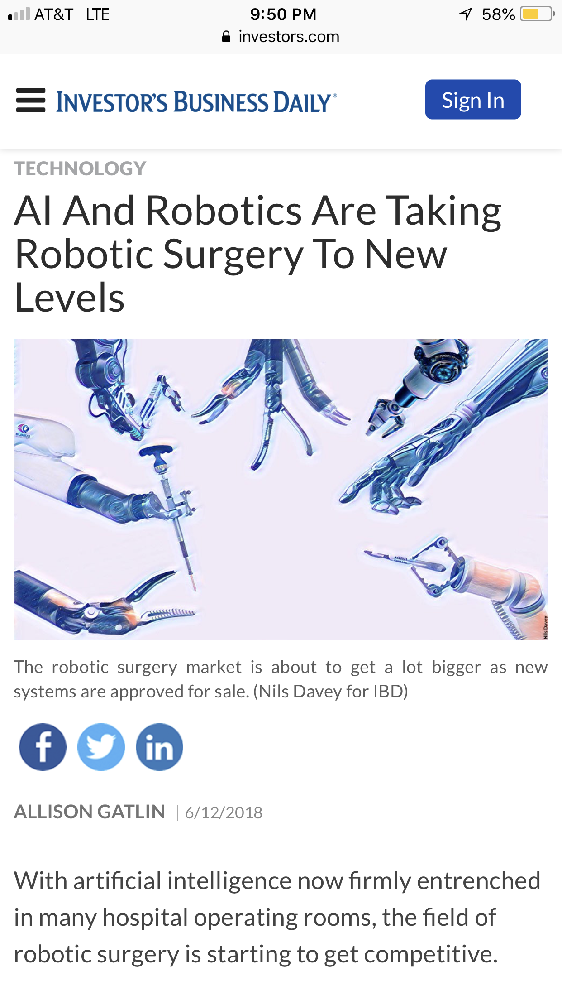 AT&T LTE 9:50 PM 58%
investors.com
INVESTOR'S BUSINESS DAILY®
Sign In
TECHNOLOGY
AI And Robotics Are Taking
Robotic Surgery To New
Levels
Nils Davey
The robotic surgery market is about to get a lot bigger as new
systems are approved for sale. (Nils Davey for IBD)
f in
ALLISON GATLIN | 6/12/2018
With artificial intelligence now firmly entrenched
in many hospital operating rooms, the field of
robotic surgery is starting to get competitive.